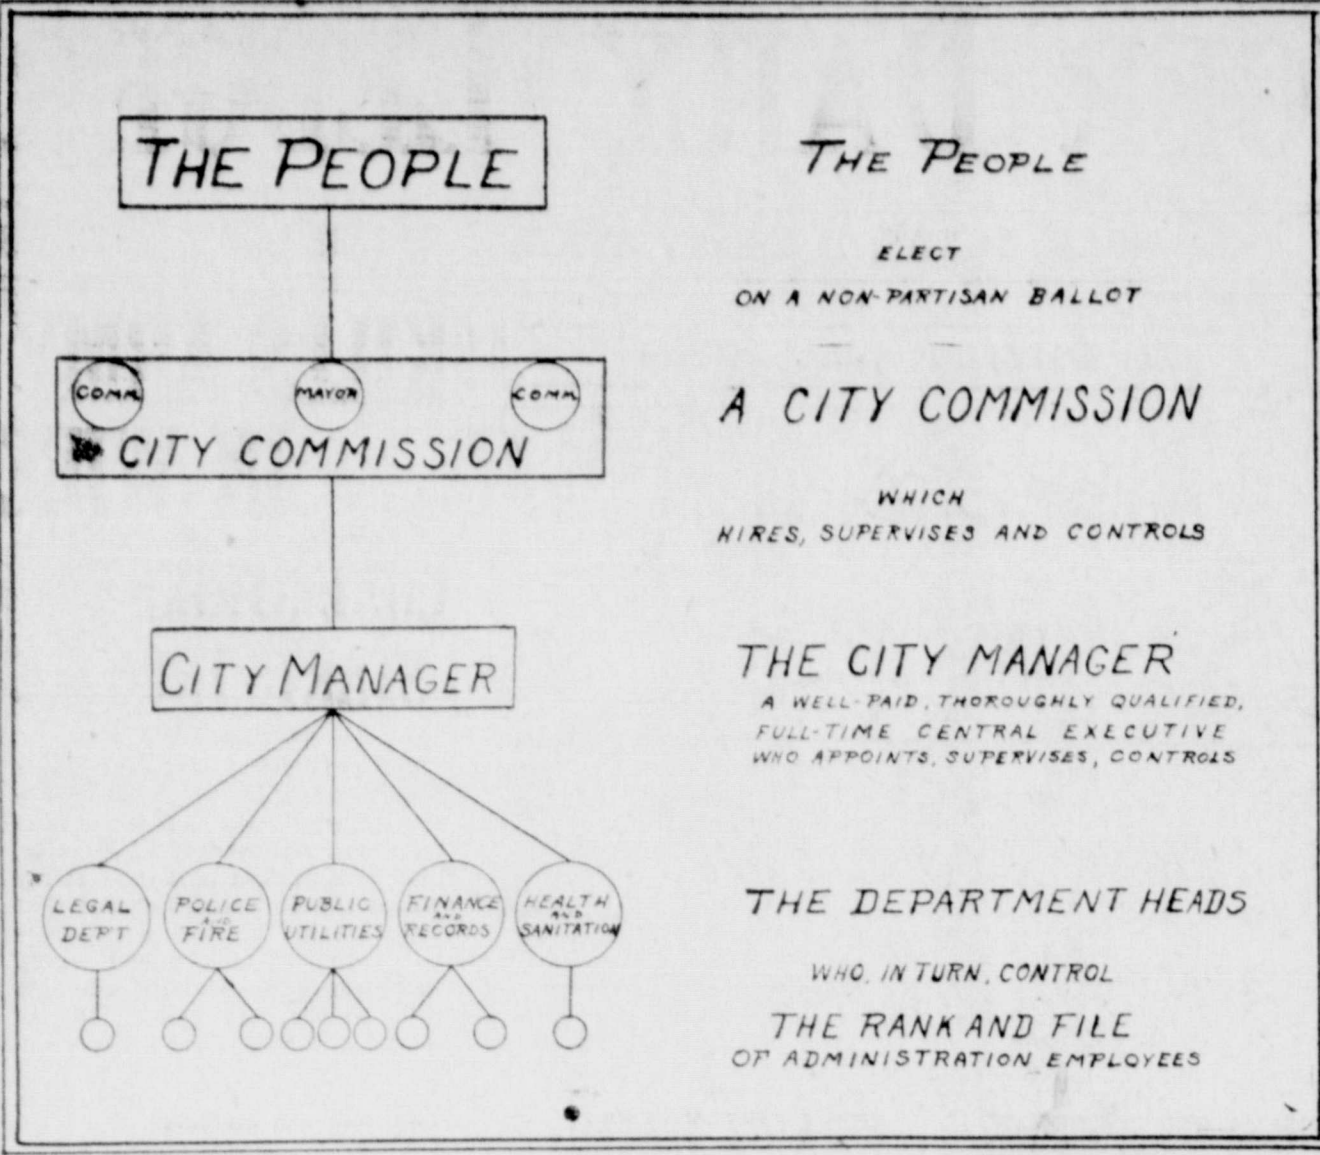 THE PEOPLE
COMM.
MAYOR
COMM.
CITY COMMISSION
CITY MANAGER
LEGAL
DEP'T
POLICE
AND
FIRE
PUBLIC
UTILITIES
FINANCE
AND
RECORDS
HEALTH
AND
SANITATION
THE PEOPLE
ELECT
ON A NON-PARTISAN BALLOT
A CITY COMMISSION
WHICH
HIRES, SUPERVISES AND CONTROLS
THE CITY MANAGER
A WELL-PAID, THOROUGHLY QUALIFIED,
FULL-TIME CENTRAL EXECUTIVE
WHO APPOINTS, SUPERVISES, CONTROLS
THE DEPARTMENT HEADS
WHO, IN TURN, CONTROL
THE RANK AND FILE
OF ADMINISTRATION EMPLOYEES